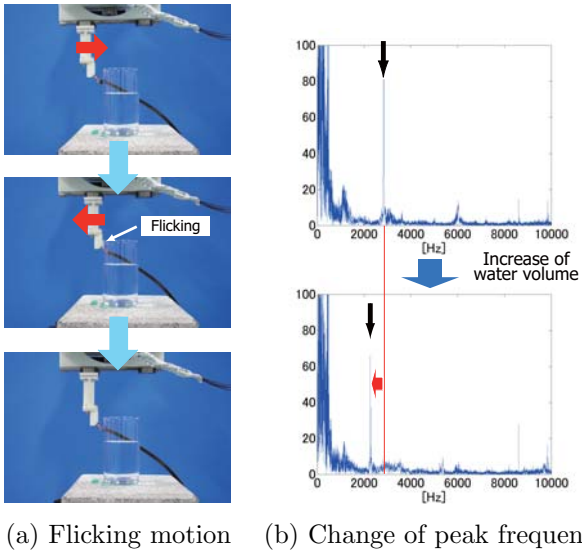 Flicking
100
80
60
40
20
0
0 2000 4000 6000 8000 10000
[Hz]
Increase of
water volume
100
80
60
40
20
0
0 2000 4000 6000 8000 10000
[Hz]
(a) Flicking motion (b) Change of peak frequen